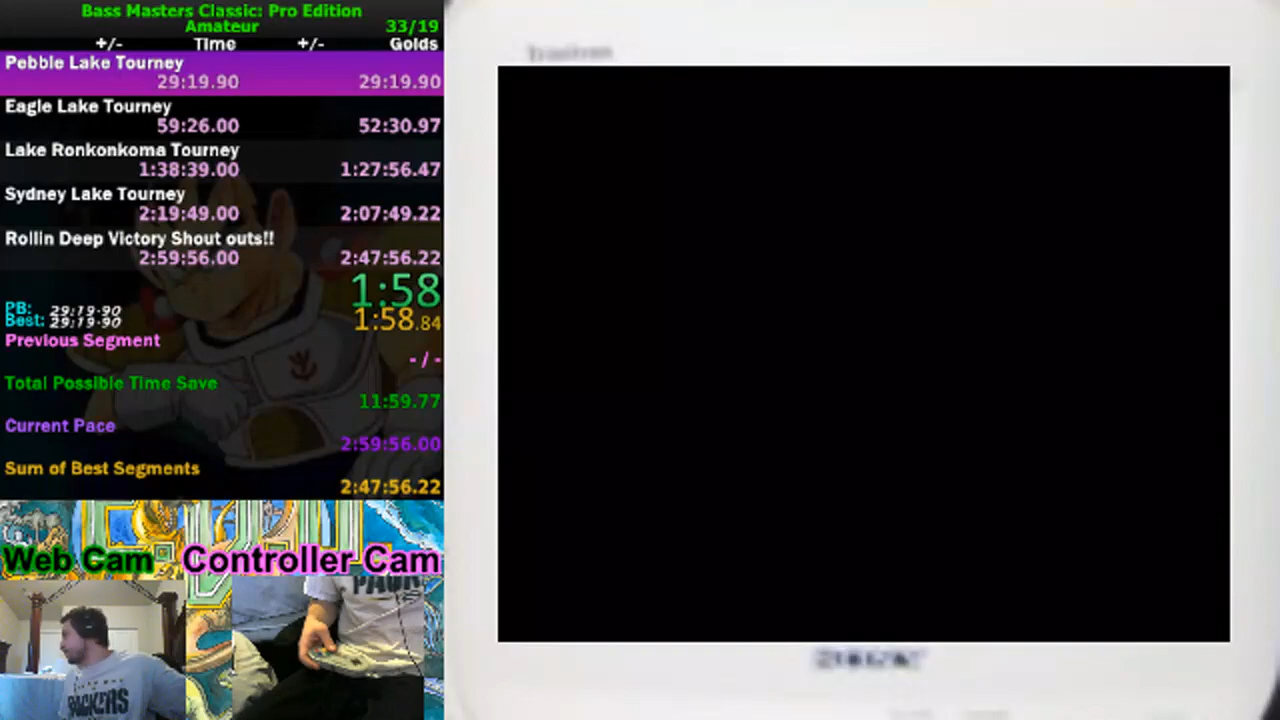 Bass Masters Classic: Pro Edition
Amateur 33/19
+/- Time +/- Golds
Pebble Lake Tourney
29:19.90 29:19.90
Eagle Lake Tourney
59:26.00 52:30.97
Lake Ronkonkoma Tourney
1:38:39.00 1:27:56.47
Sydney Lake Tourney
2:19:49.00 2:07:49.22
Rollin Deep Victory Shout outs!!
2:59:56.00 2:47:56.22
1:58
PB: 29:19.90
Best: 29:19.90
1:58.84
Previous Segment
- / -
Total Possible Time Save
11:59.77
Current Pace
2:59:56.00
Sum of Best Segments
2:47:56.22
Web Cam Controller Cam
PACKERS